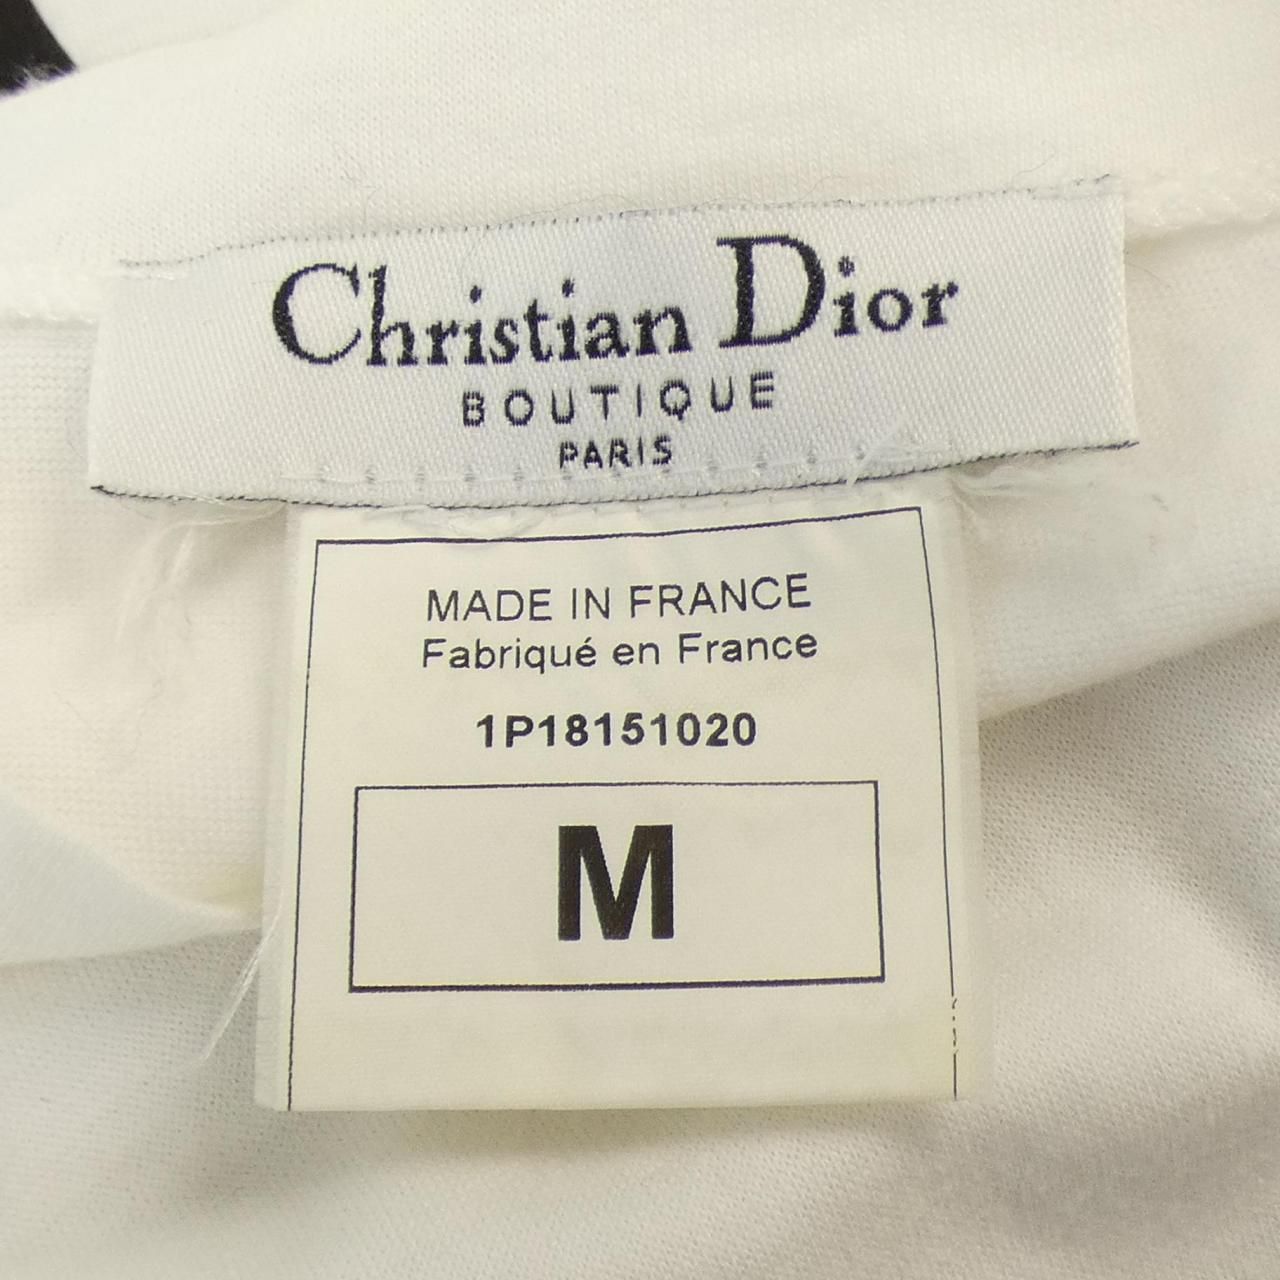 Christian Dior
BOUTIQUE
PARIS
MADE IN FRANCE
Fabriqué en France
1P18151020
M